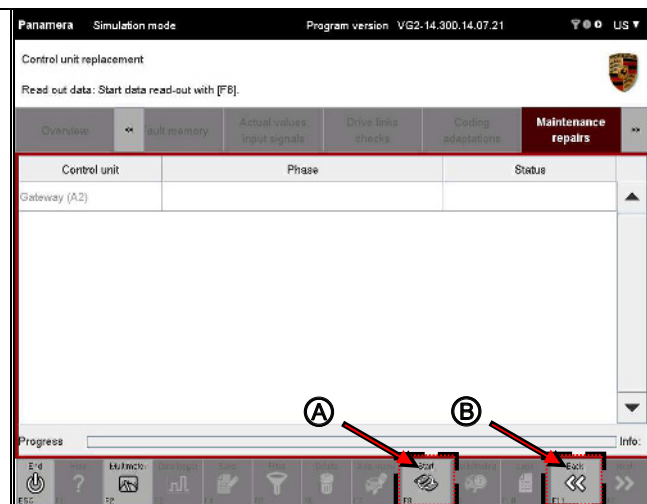 Panamera Simulation mode Program version VG2-14.300.14.07.21 US
Control unit replacement
Read out data: Start data read-out with [F8].
Overview ault memory Actual values input signals Drive links checks Coding adaptations Maintenance repairs
Control unit Phase Status
Gateway (A2)
A B
Progress Info:
End Multimeter Start Back
ESC F2 F8 F11